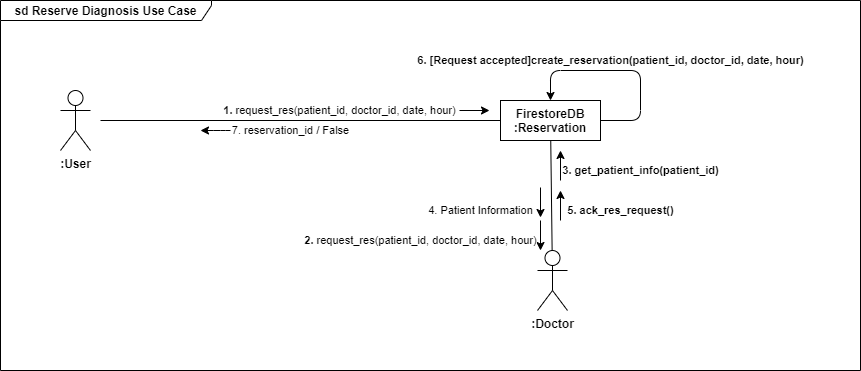 sd Reserve Diagnosis Use Case
6. [Request accepted]create_reservation(patient_id, doctor_id, date, hour)
1. request_res(patient_id, doctor_id, date, hour)
FirestoreDB
:Reservation
7. reservation_id / False
:User
3. get_patient_info(patient_id)
4. Patient Information
5. ack_res_request()
2. request_res(patient_id, doctor_id, date, hour)
:Doctor